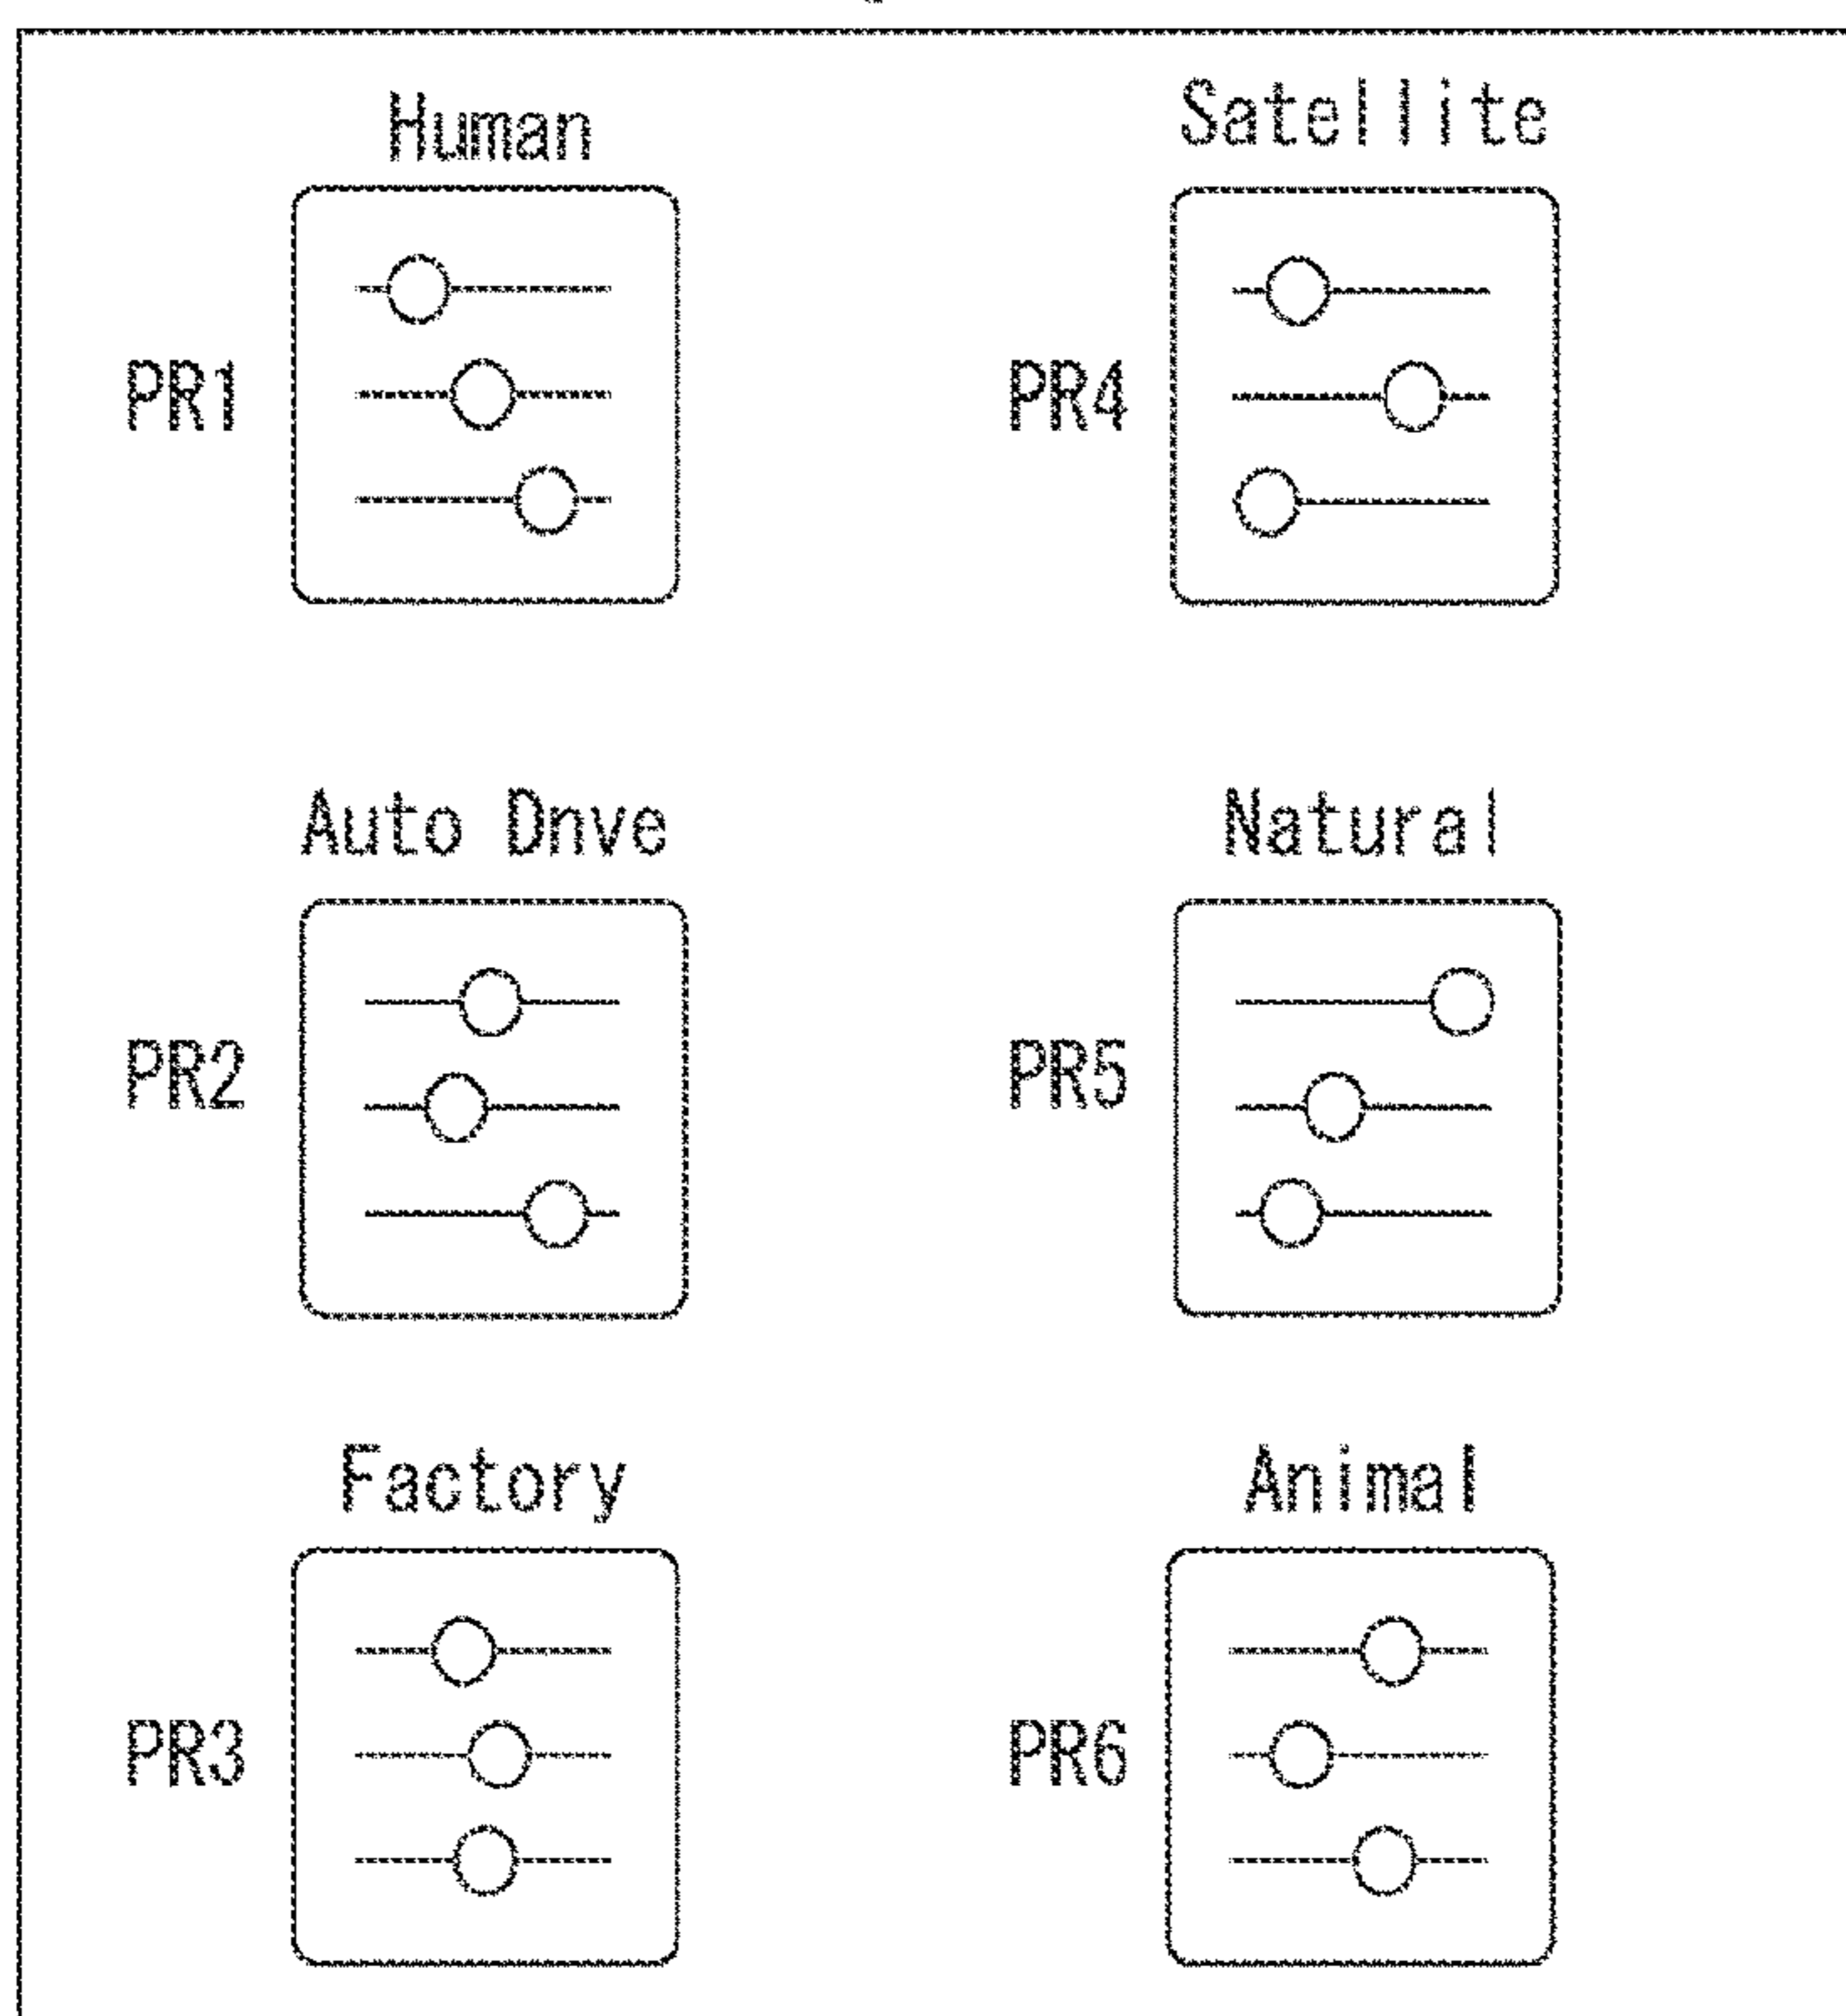 Human
Satellite
PR1
PR4
Auto Dnve
Natural
PR2
PR5
Factory
Animal
PR3
PR6